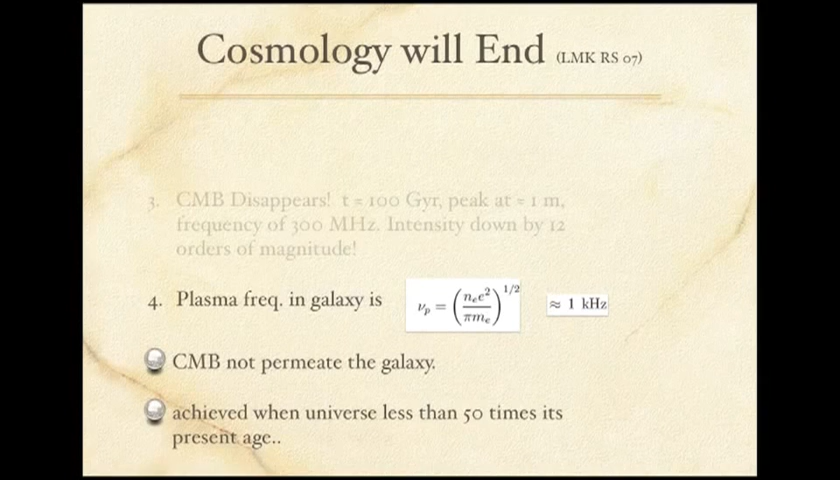 Cosmology will End (LMK RS 07)
3. CMB Disappears! t = 100 Gyr, peak at ≈ 1 m,
frequency of 300 MHz. Intensity down by 12
orders of magnitude!
4. Plasma freq. in galaxy is ν_p = (n_e e² / π m_e)^1/2 ≈ 1 kHz
CMB not permeate the galaxy.
achieved when universe less than 50 times its
present age..